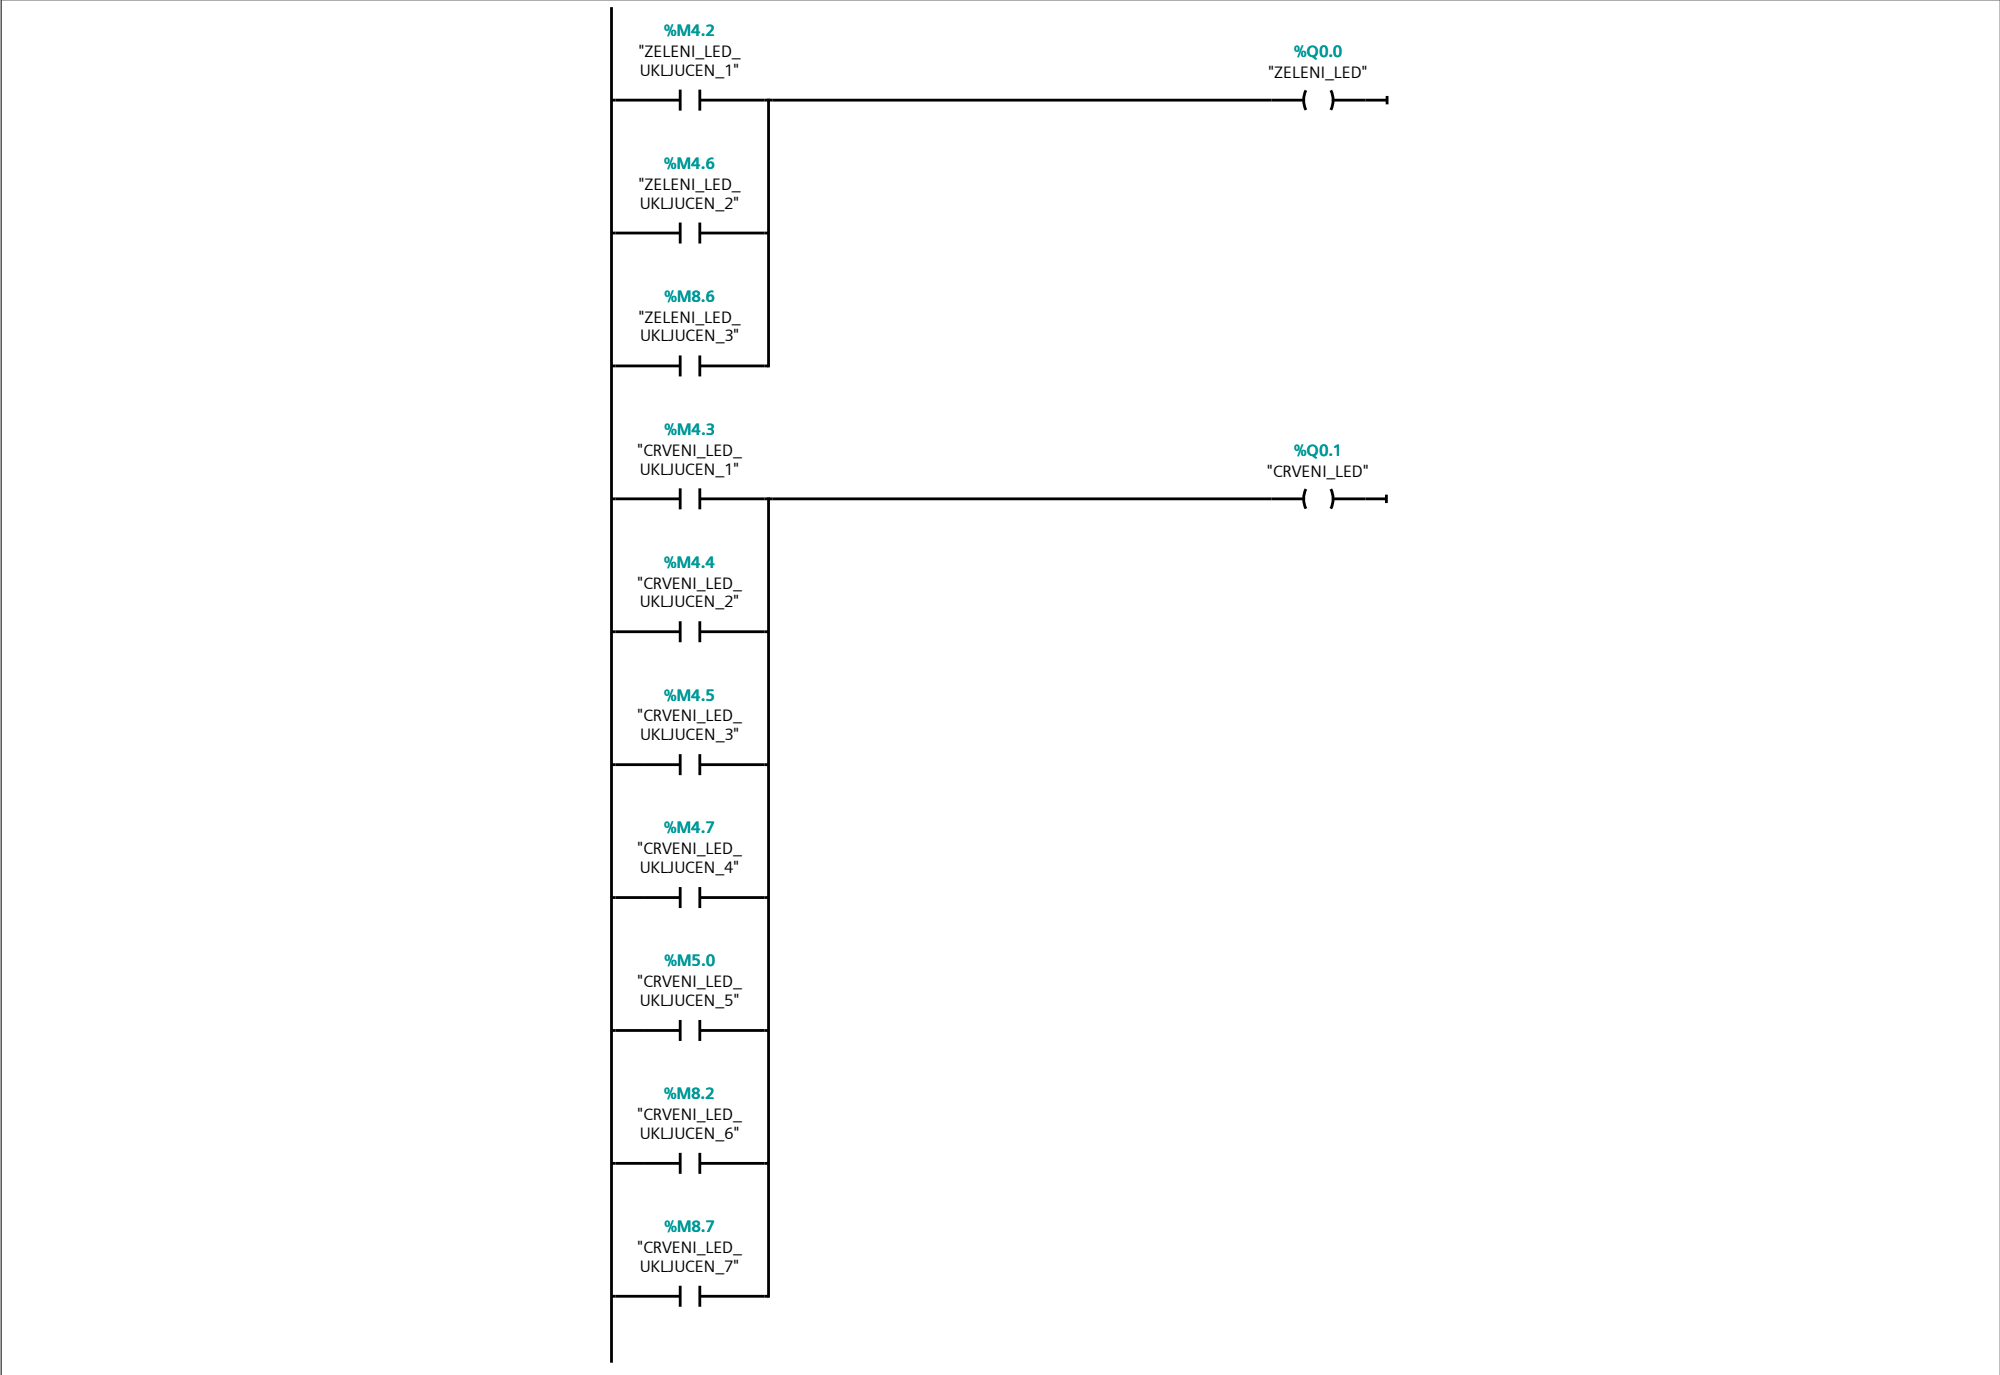 %M4.2
"ZELENI_LED_
UKLJUCEN_1"
%Q0.0
"ZELENI_LED"
%M4.6
"ZELENI_LED_
UKLJUCEN_2"
%M8.6
"ZELENI_LED_
UKLJUCEN_3"
%M4.3
"CRVENI_LED_
UKLJUCEN_1"
%Q0.1
"CRVENI_LED"
%M4.4
"CRVENI_LED_
UKLJUCEN_2"
%M4.5
"CRVENI_LED_
UKLJUCEN_3"
%M4.7
"CRVENI_LED_
UKLJUCEN_4"
%M5.0
"CRVENI_LED_
UKLJUCEN_5"
%M8.2
"CRVENI_LED_
UKLJUCEN_6"
%M8.7
"CRVENI_LED_
UKLJUCEN_7"